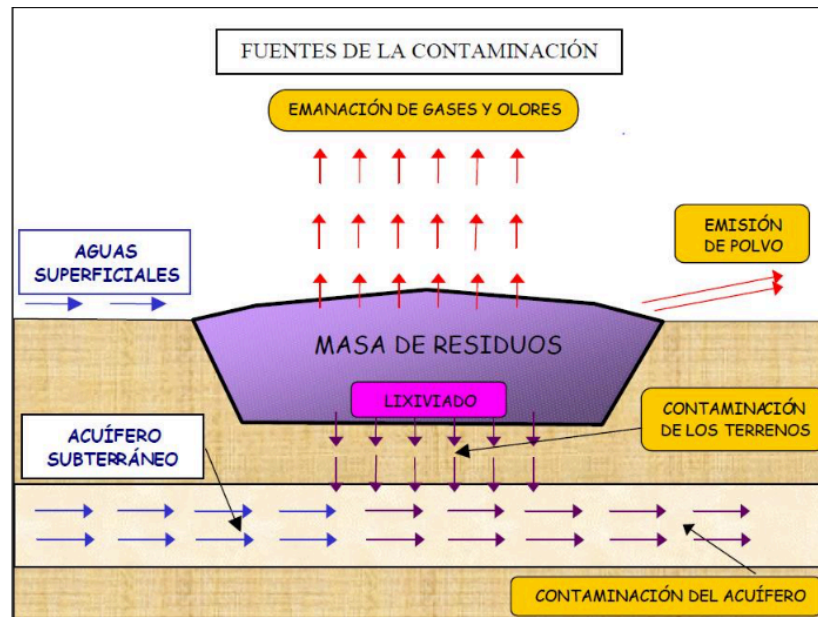 FUENTES DE LA CONTAMINACIÓN
EMANACIÓN DE GASES Y OLORES
EMISIÓN
DE POLVO
AGUAS
SUPERFICIALES
MASA DE RESIDUOS
LIXIVIADO
CONTAMINACIÓN
DE LOS TERRENOS
ACUÍFERO
SUBTERRÁNEO
CONTAMINACIÓN DEL ACUÍFERO